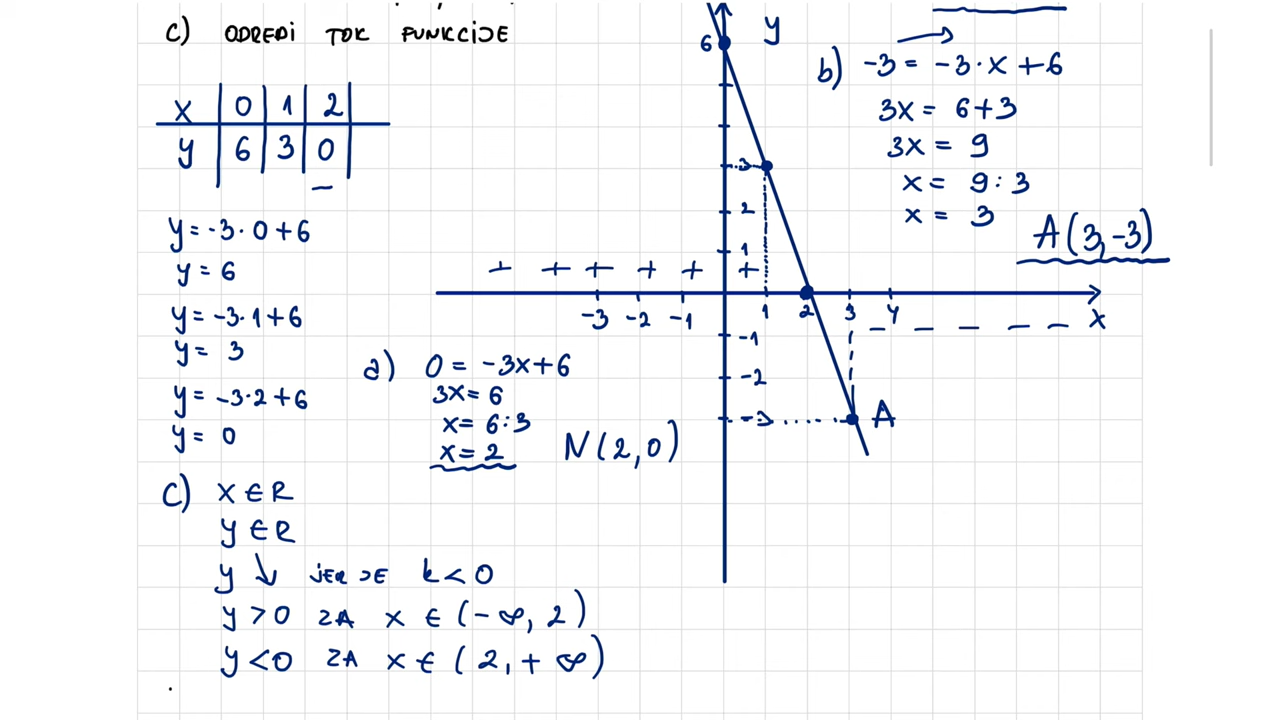 c) ODREDI TOK FUNKCIJE
x | 0 | 1 | 2 |
y | 6 | 3 | 0 |
y = -3·0+6
y = 6
y = -3·1+6
y = 3
y = -3·2+6
y = 0
a) 0 = -3x+6
3x = 6
x = 6:3
x = 2
N(2,0)
y
6
3
2
1
-3 -2 -1 1 2 3 4 x
-1
-2
-3
A
b) -3 = -3·x+6
3x = 6+3
3x = 9
x = 9:3
x = 3
A(3,-3)
+ + + + + +
- - - - - -
c) x ∈ R
y ∈ R
y ↘ JER JE k < 0
y > 0 ZA x ∈ (-∞, 2)
y < 0 ZA x ∈ (2, +∞)